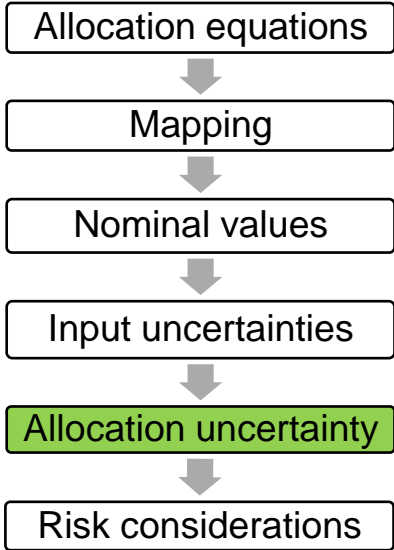 Allocation equations
Mapping
Nominal values
Input uncertainties
Allocation uncertainty
Risk considerations